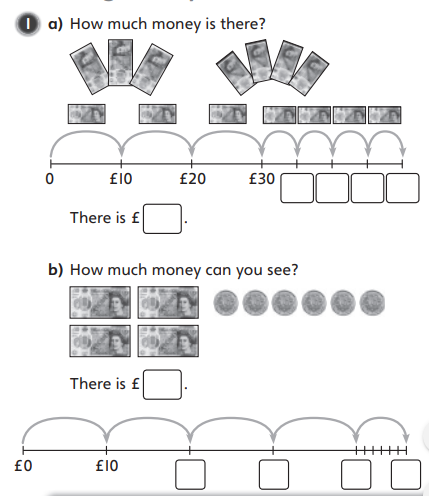 1 a) How much money is there?
0 £10 £20 £30
There is £ .
b) How much money can you see?
There is £ .
£0 £10